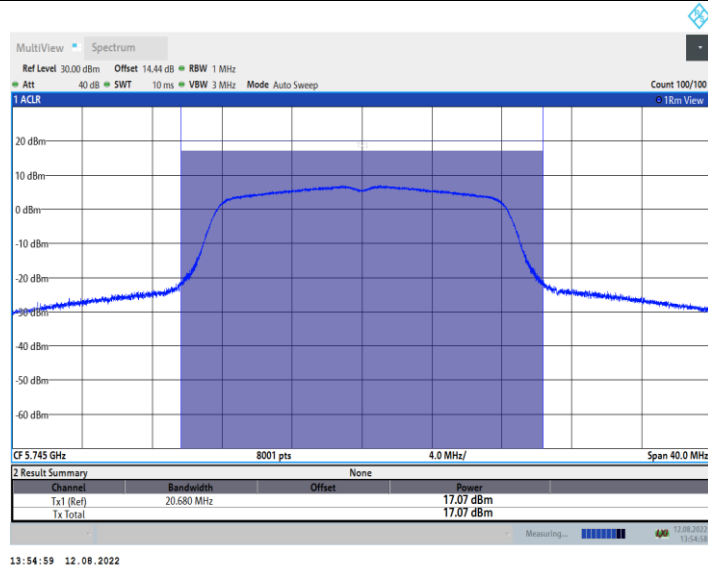 MultiView Spectrum
Ref Level 30.00 dBm Offset 14.44 dB RBW 1 MHz
Att 40 dB SWT 10 ms VBW 3 MHz Mode Auto Sweep Count 100/100
1 ACLR 1Rm View
20 dBm
10 dBm
0 dBm
-10 dBm
-20 dBm
-30 dBm
-40 dBm
-50 dBm
-60 dBm
CF 5.745 GHz 8001 pts 4.0 MHz/ Span 40.0 MHz
2 Result Summary None
Channel Bandwidth Offset Power
Tx1 (Ref) 20.680 MHz 17.07 dBm
Tx Total 17.07 dBm
Measuring... 12.08.2022
13:54:58
13:54:59 12.08.2022